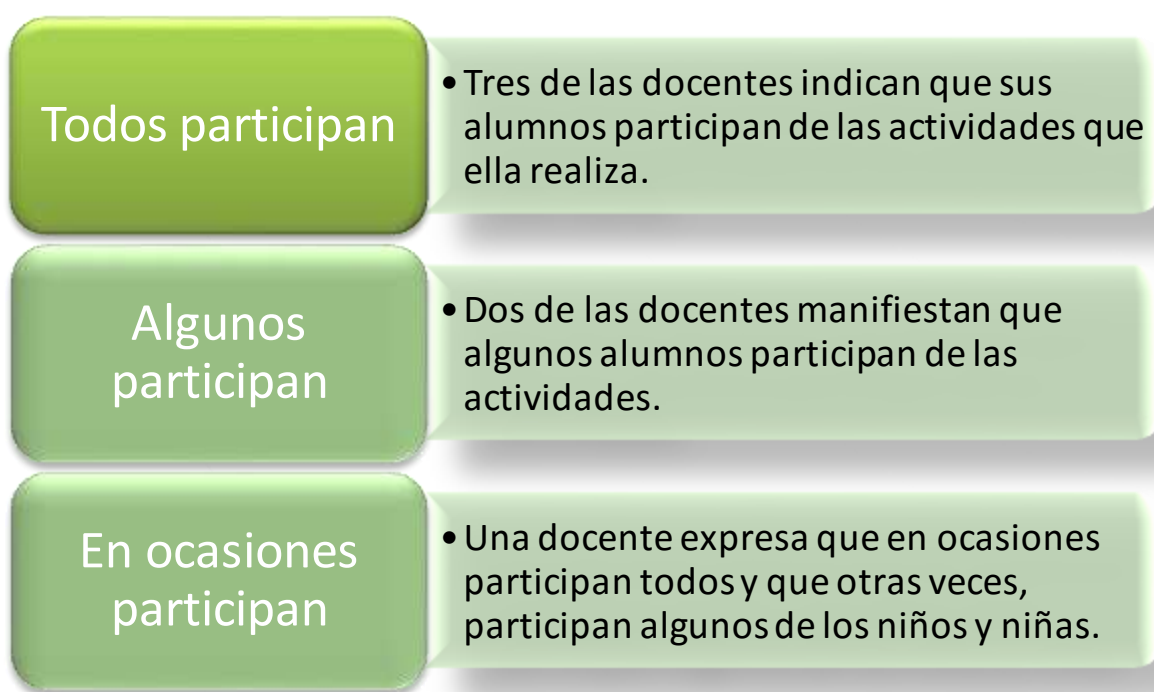 Todos participan
• Tres de las docentes indican que sus
alumnos participan de las actividades que
ella realiza.
Algunos
participan
• Dos de las docentes manifiestan que
algunos alumnos participan de las
actividades.
En ocasiones
participan
• Una docente expresa que en ocasiones
participan todos y que otras veces,
participan algunos de los niños y niñas.